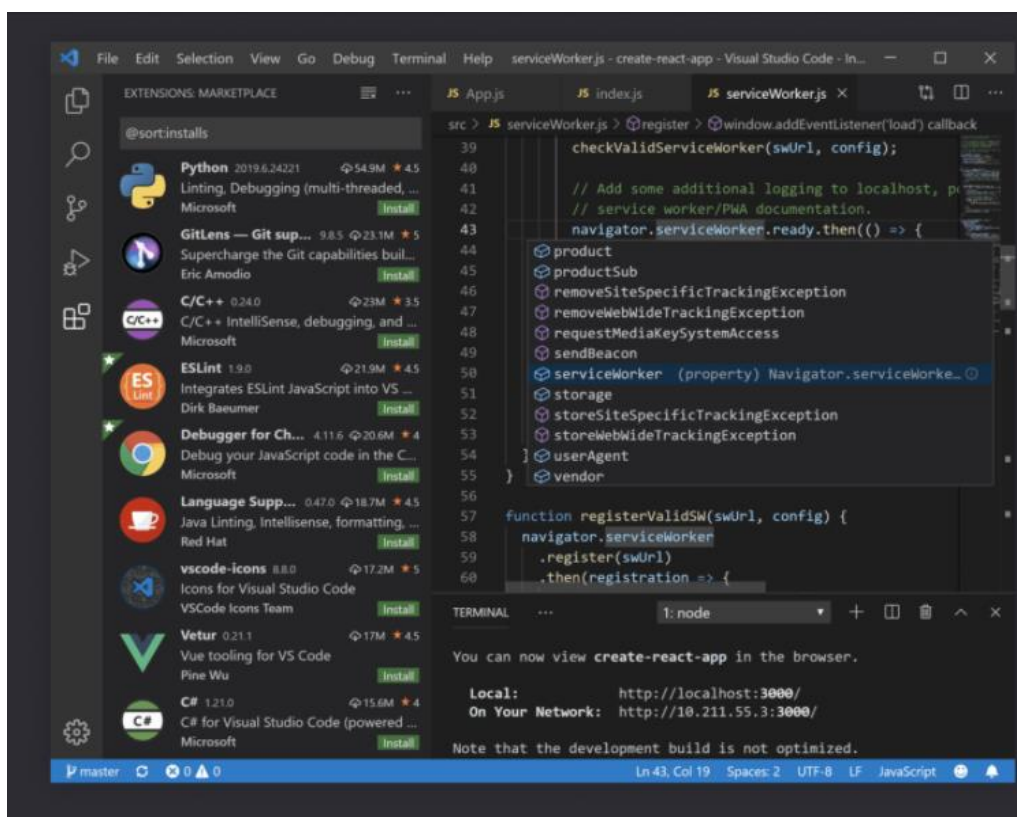 File Edit Selection View Go Debug Terminal Help serviceWorker.js - create-react-app - Visual Studio Code - In...
EXTENSIONS: MARKETPLACE
@sort:installs
Python 2019.6.24221 54.9M ★ 4.5
Linting, Debugging (multi-threaded, ...
Microsoft Install
GitLens — Git sup... 9.8.5 23.1M ★ 5
Supercharge the Git capabilities buil...
Eric Amodio Install
C/C++
C/C++ 0.24.0 23M ★ 3.5
C/C++ IntelliSense, debugging, and ...
Microsoft Install
ES
Lint
ESLint 1.9.0 21.9M ★ 4.5
Integrates ESLint JavaScript into VS ...
Dirk Baeumer Install
Debugger for Ch... 4.11.6 20.6M ★ 4
Debug your JavaScript code in the C...
Microsoft Install
Language Supp... 0.47.0 18.7M ★ 4.5
Java Linting, Intellisense, formatting, ...
Red Hat Install
vscode-icons 8.8.0 17.2M ★ 5
Icons for Visual Studio Code
VSCode Icons Team Install
Vetur 0.21.1 17M ★ 4.5
Vue tooling for VS Code
Pine Wu Install
C#
C# 1.21.0 15.6M ★ 4
C# for Visual Studio Code (powered ...
Microsoft Install
JS App.js JS index.js JS serviceWorker.js ×
src > JS serviceWorker.js > register > window.addEventListener('load') callback
39 checkValidServiceWorker(swUrl, config);
40
41 // Add some additional logging to localhost, po
42 // service worker/PWA documentation.
43 navigator.serviceWorker.ready.then(() => {
44 product
45 productSub
46 removeSiteSpecificTrackingException
47 removeWebWideTrackingException
48 requestMediaKeySystemAccess
49 sendBeacon
50 serviceWorker (property) Navigator.serviceWorke...
51 storage
52 storeSiteSpecificTrackingException
53 storeWebWideTrackingException
54 } userAgent
55 } vendor
56
57 function registerValidSW(swUrl, config) {
58 navigator.serviceWorker
59 .register(swUrl)
60 .then(registration => {
TERMINAL ... 1: node
You can now view create-react-app in the browser.
Local: http://localhost:3000/
On Your Network: http://10.211.55.3:3000/
Note that the development build is not optimized.
master 0 0 Ln 43, Col 19 Spaces: 2 UTF-8 LF JavaScript